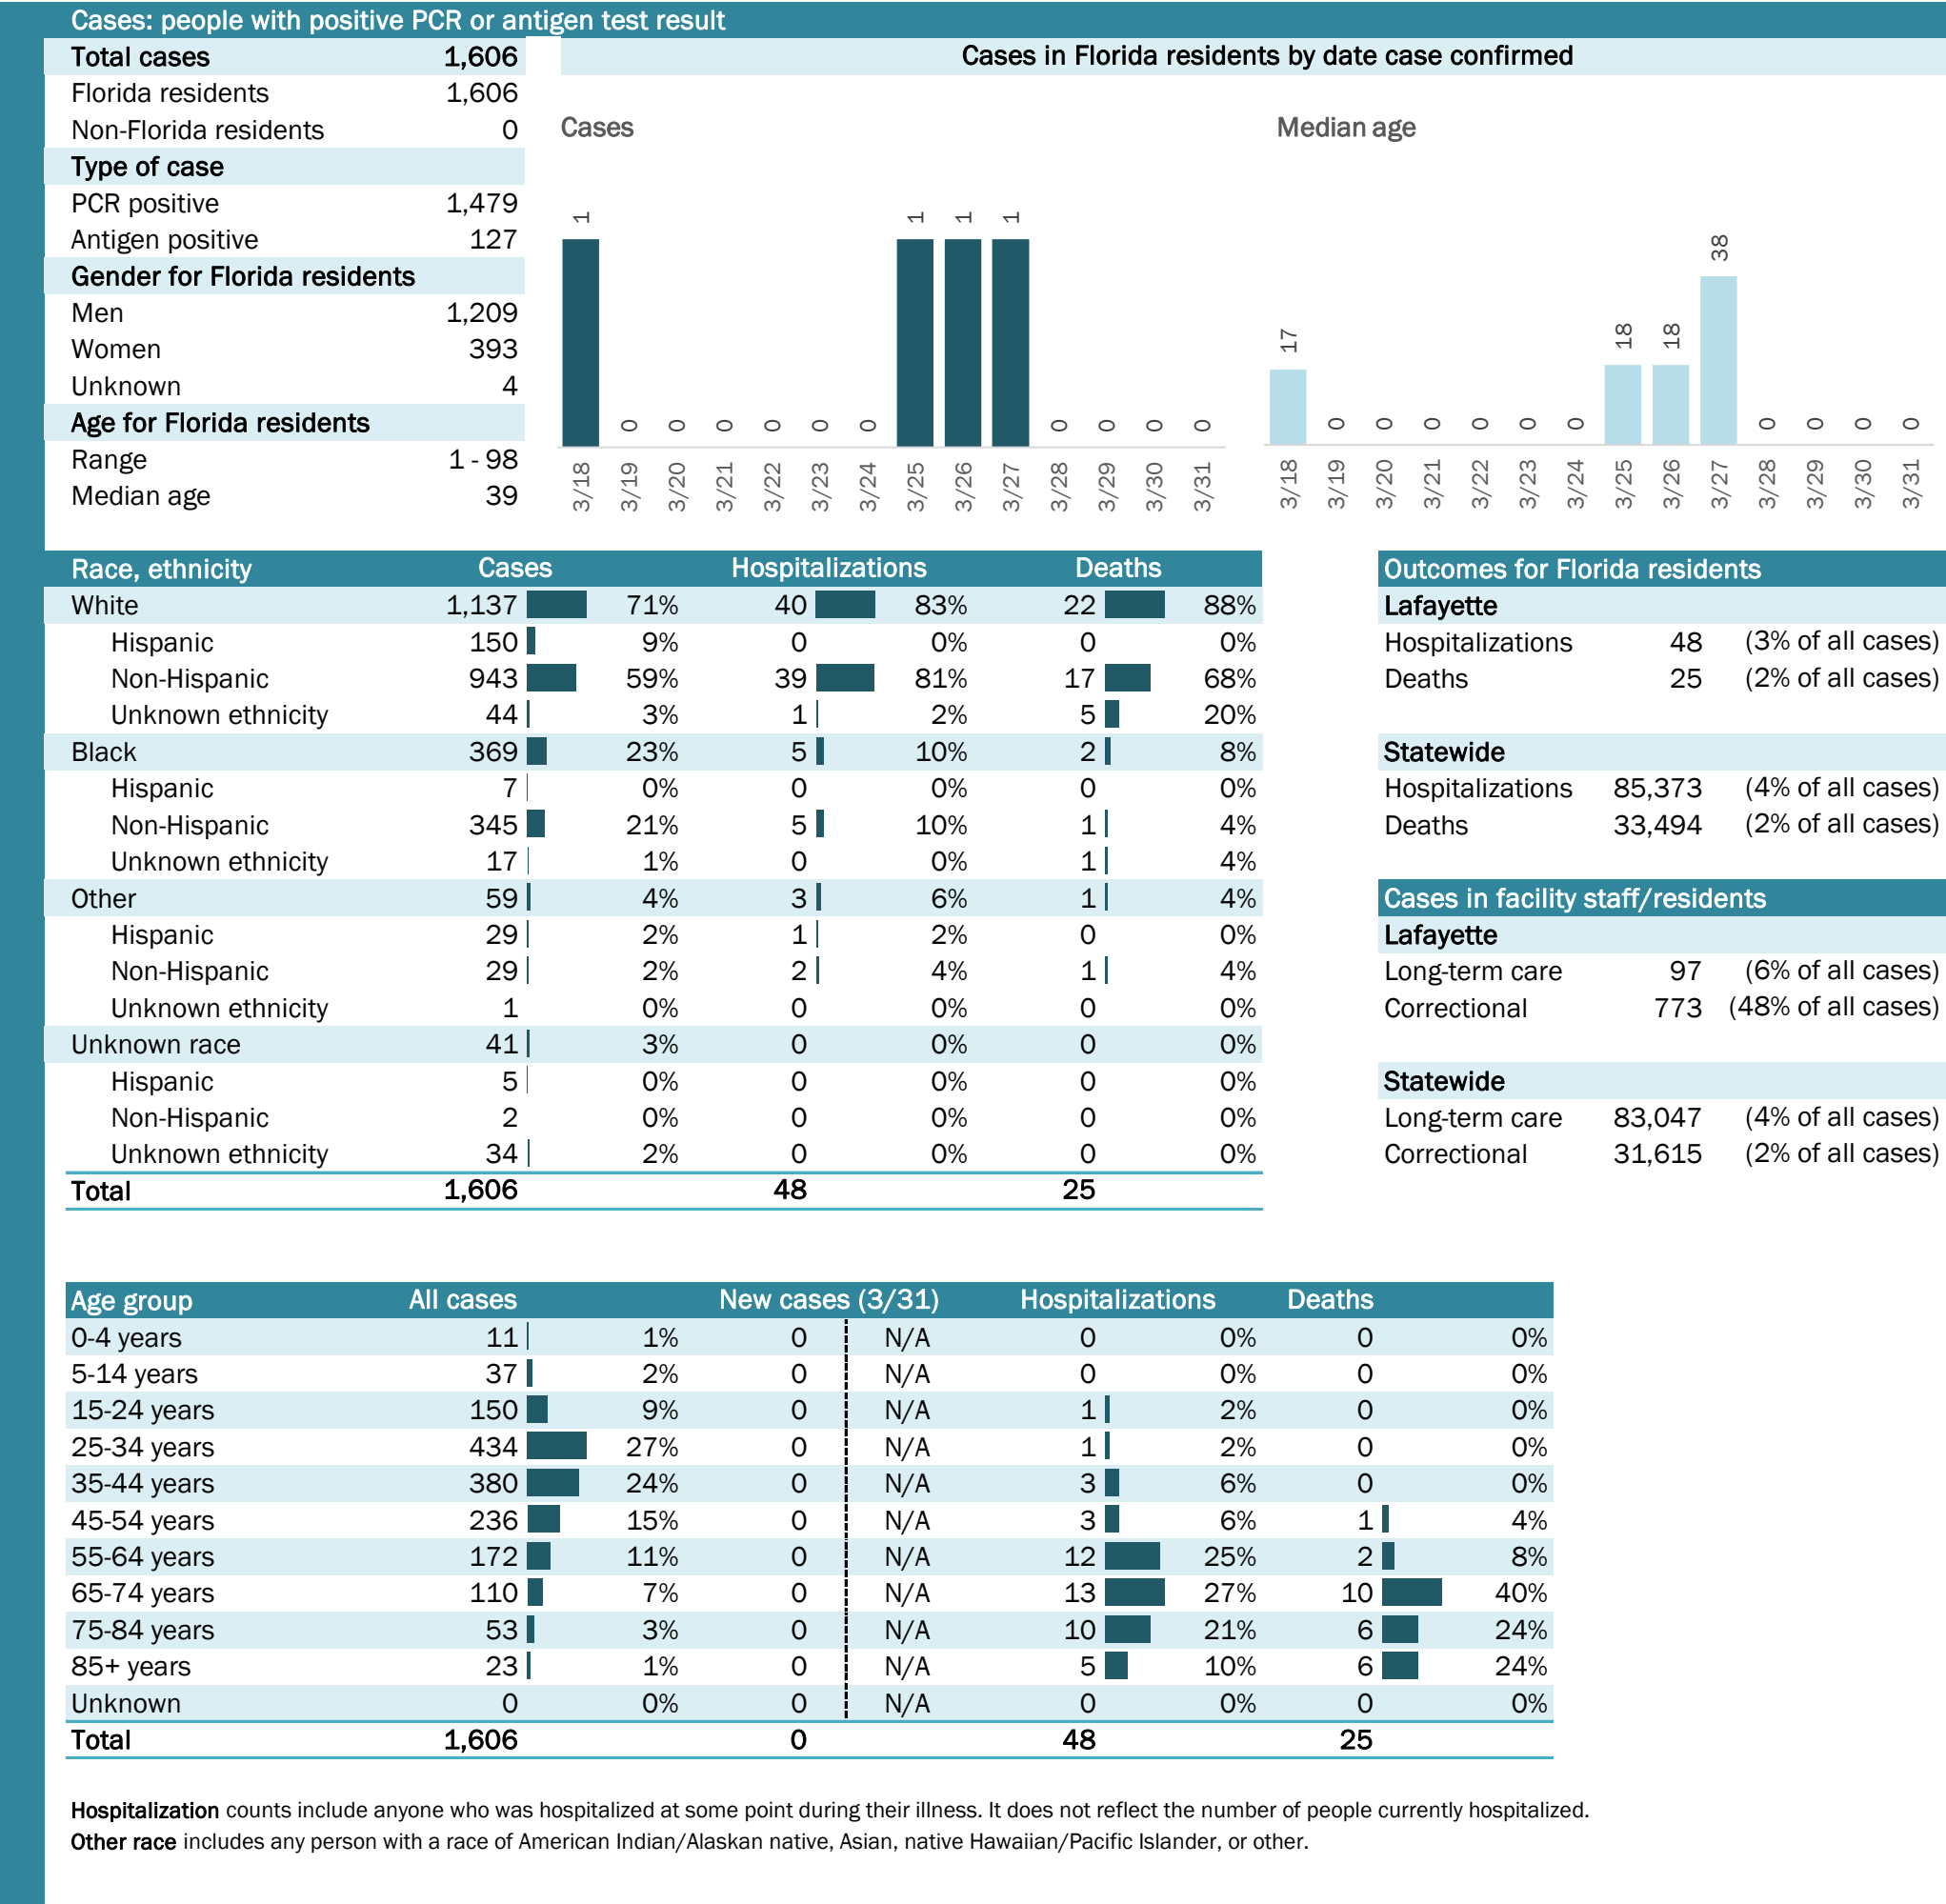 Cases: people with positive PCR or antigen test result
Total cases 1,606
Florida residents 1,606
Non-Florida residents 0
Type of case
PCR positive 1,479
Antigen positive 127
Gender for Florida residents
Men 1,209
Women 393
Unknown 4
Age for Florida residents
Range 1 - 98
Median age 39
Cases in Florida residents by date case confirmed
Cases
1 0 0 0 0 0 0 1 1 1 0 0 0 0
3/18 3/19 3/20 3/21 3/22 3/23 3/24 3/25 3/26 3/27 3/28 3/29 3/30 3/31
Median age
17 0 0 0 0 0 0 18 18 38 0 0 0 0
3/18 3/19 3/20 3/21 3/22 3/23 3/24 3/25 3/26 3/27 3/28 3/29 3/30 3/31
Race, ethnicity Cases Hospitalizations Deaths
White 1,137 71% 40 83% 22 88%
Hispanic 150 9% 0 0% 0 0%
Non-Hispanic 943 59% 39 81% 17 68%
Unknown ethnicity 44 3% 1 2% 5 20%
Black 369 23% 5 10% 2 8%
Hispanic 7 0% 0 0% 0 0%
Non-Hispanic 345 21% 5 10% 1 4%
Unknown ethnicity 17 1% 0 0% 1 4%
Other 59 4% 3 6% 1 4%
Hispanic 29 2% 1 2% 0 0%
Non-Hispanic 29 2% 2 4% 1 4%
Unknown ethnicity 1 0% 0 0% 0 0%
Unknown race 41 3% 0 0% 0 0%
Hispanic 5 0% 0 0% 0 0%
Non-Hispanic 2 0% 0 0% 0 0%
Unknown ethnicity 34 2% 0 0% 0 0%
Total 1,606 48 25
Outcomes for Florida residents
Lafayette
Hospitalizations 48 (3% of all cases)
Deaths 25 (2% of all cases)
Statewide
Hospitalizations 85,373 (4% of all cases)
Deaths 33,494 (2% of all cases)
Cases in facility staff/residents
Lafayette
Long-term care 97 (6% of all cases)
Correctional 773 (48% of all cases)
Statewide
Long-term care 83,047 (4% of all cases)
Correctional 31,615 (2% of all cases)
Age group All cases New cases (3/31) Hospitalizations Deaths
0-4 years 11 1% 0 N/A 0 0% 0 0%
5-14 years 37 2% 0 N/A 0 0% 0 0%
15-24 years 150 9% 0 N/A 1 2% 0 0%
25-34 years 434 27% 0 N/A 1 2% 0 0%
35-44 years 380 24% 0 N/A 3 6% 0 0%
45-54 years 236 15% 0 N/A 3 6% 1 4%
55-64 years 172 11% 0 N/A 12 25% 2 8%
65-74 years 110 7% 0 N/A 13 27% 10 40%
75-84 years 53 3% 0 N/A 10 21% 6 24%
85+ years 23 1% 0 N/A 5 10% 6 24%
Unknown 0 0% 0 N/A 0 0% 0 0%
Total 1,606 0 48 25
Hospitalization counts include anyone who was hospitalized at some point during their illness. It does not reflect the number of people currently hospitalized.
Other race includes any person with a race of American Indian/Alaskan native, Asian, native Hawaiian/Pacific Islander, or other.